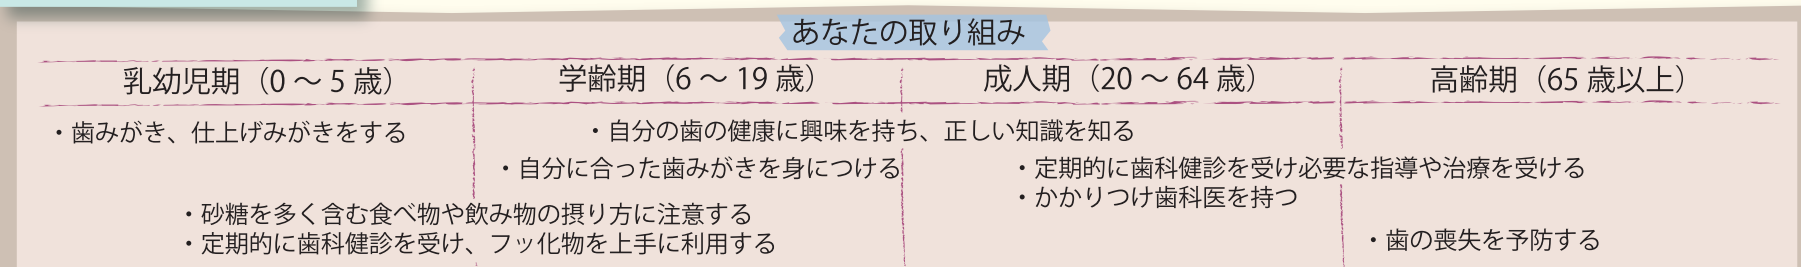 あなたの取り組み
乳幼児期（0 ～ 5 歳） 学齢期（6 ～ 19 歳） 成人期（20 ～ 64 歳） 高齢期（65 歳以上）
・歯みがき、仕上げみがきをする
・自分の歯の健康に興味を持ち、正しい知識を知る
・自分に合った歯みがきを身につける
・定期的に歯科健診を受け必要な指導や治療を受ける
・かかりつけ歯科医を持つ
・砂糖を多く含む食べ物や飲み物の摂り方に注意する
・定期的に歯科健診を受け、フッ化物を上手に利用する
・歯の喪失を予防する